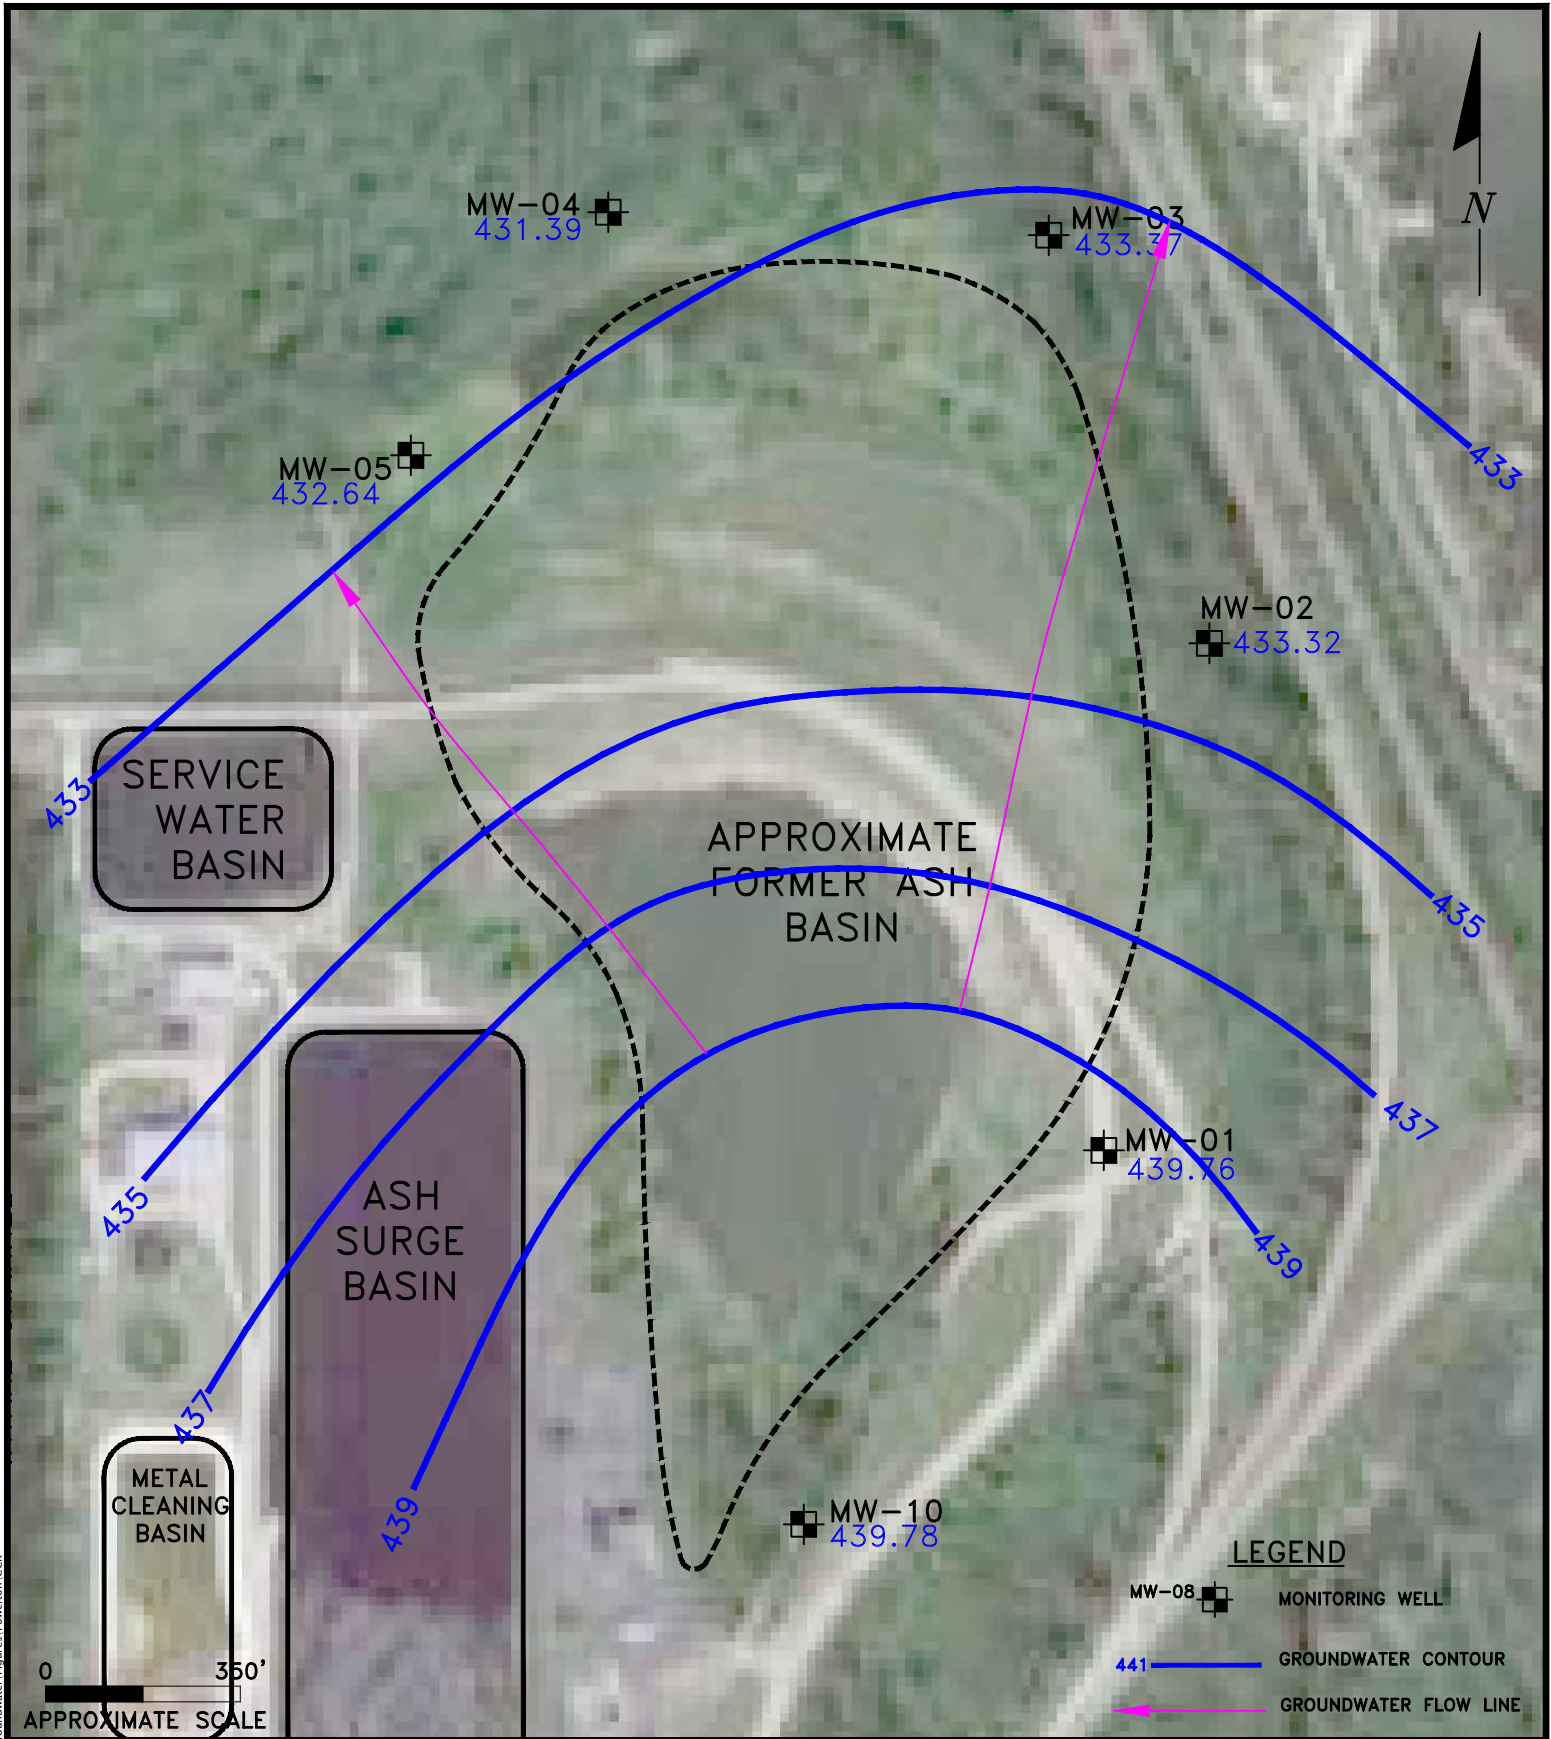 N
MW-04
431.39
MW-03
433.37
433
MW-05
432.64
MW-02
433.32
433
SERVICE
WATER
BASIN
APPROXIMATE
FORMER ASH
BASIN
435
437
435
MW-01
439.76
439
ASH
SURGE
BASIN
437
439
METAL
CLEANING
BASIN
MW-10
439.78
LEGEND
MW-08 MONITORING WELL
441 GROUNDWATER CONTOUR
GROUNDWATER FLOW LINE
0 350'
APPROXIMATE SCALE